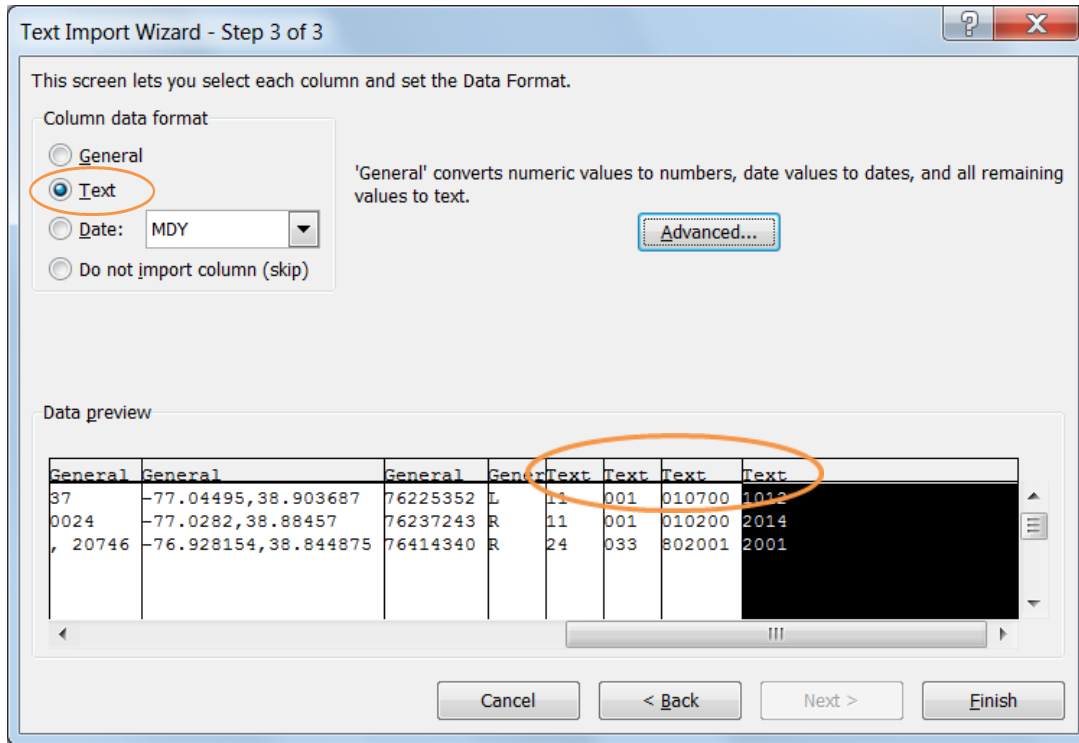 Text Import Wizard - Step 3 of 3
This screen lets you select each column and set the Data Format.
Column data format
General
Text
Date: MDY
Do not import column (skip)
'General' converts numeric values to numbers, date values to dates, and all remaining
values to text.
Advanced...
Data preview
General General General Gener Text Text Text Text
37 -77.04495,38.903687 76225352 L 11 001 010700 1012
0024 -77.0282,38.88457 76237243 R 11 001 010200 2014
, 20746 -76.928154,38.844875 76414340 R 24 033 802001 2001
Cancel < Back Next > Finish